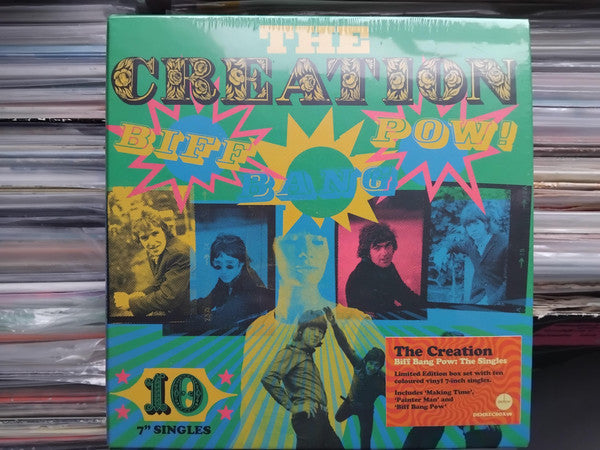 THE
CREATION
BIFF
BANG
POW!
The Creation
Biff Bang Pow: The Singles
Limited Edition box set with ten
coloured vinyl 7-inch singles.
Includes 'Making Time',
'Painter Man' and
'Biff Bang Pow'
10
7" SINGLES